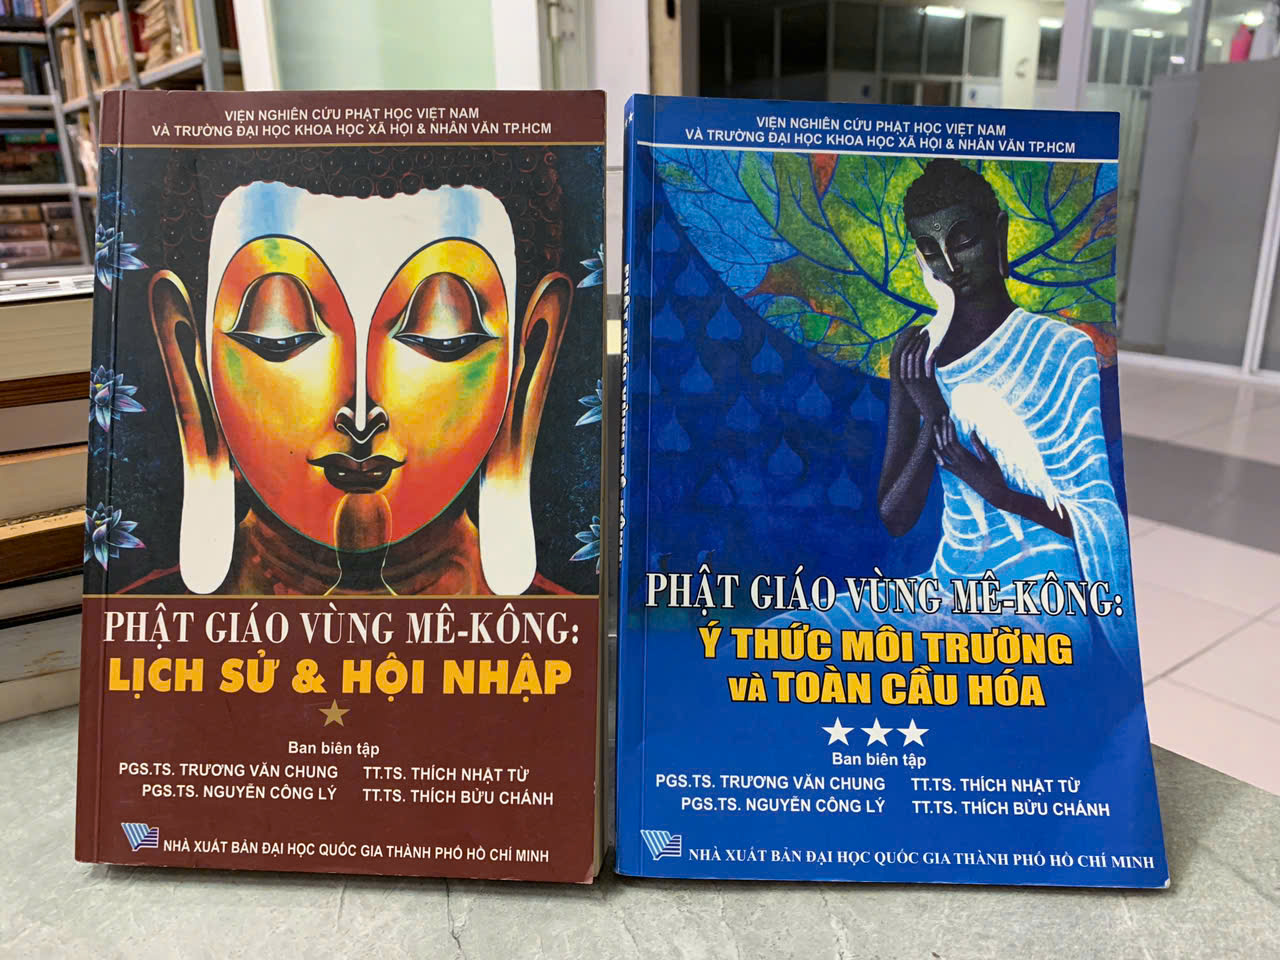 VIỆN NGHIÊN CỨU PHẬT HỌC VIỆT NAM
VÀ TRƯỜNG ĐẠI HỌC KHOA HỌC XÃ HỘI & NHÂN VĂN TP.HCM
PHẬT GIÁO VÙNG MÊ-KÔNG:
LỊCH SỬ & HỘI NHẬP
Ban biên tập
PGS.TS. TRƯƠNG VĂN CHUNG TT.TS. THÍCH NHẬT TỪ
PGS.TS. NGUYỄN CÔNG LÝ TT.TS. THÍCH BỬU CHÁNH
NHÀ XUẤT BẢN ĐẠI HỌC QUỐC GIA THÀNH PHỐ HỒ CHÍ MINH
VIỆN NGHIÊN CỨU PHẬT HỌC VIỆT NAM
VÀ TRƯỜNG ĐẠI HỌC KHOA HỌC XÃ HỘI & NHÂN VĂN TP.HCM
PHẬT GIÁO VÙNG MÊ-KÔNG:
Ý THỨC MÔI TRƯỜNG
VÀ TOÀN CẦU HÓA
Ban biên tập
PGS.TS. TRƯƠNG VĂN CHUNG TT.TS. THÍCH NHẬT TỪ
PGS.TS. NGUYỄN CÔNG LÝ TT.TS. THÍCH BỬU CHÁNH
NHÀ XUẤT BẢN ĐẠI HỌC QUỐC GIA THÀNH PHỐ HỒ CHÍ MINH